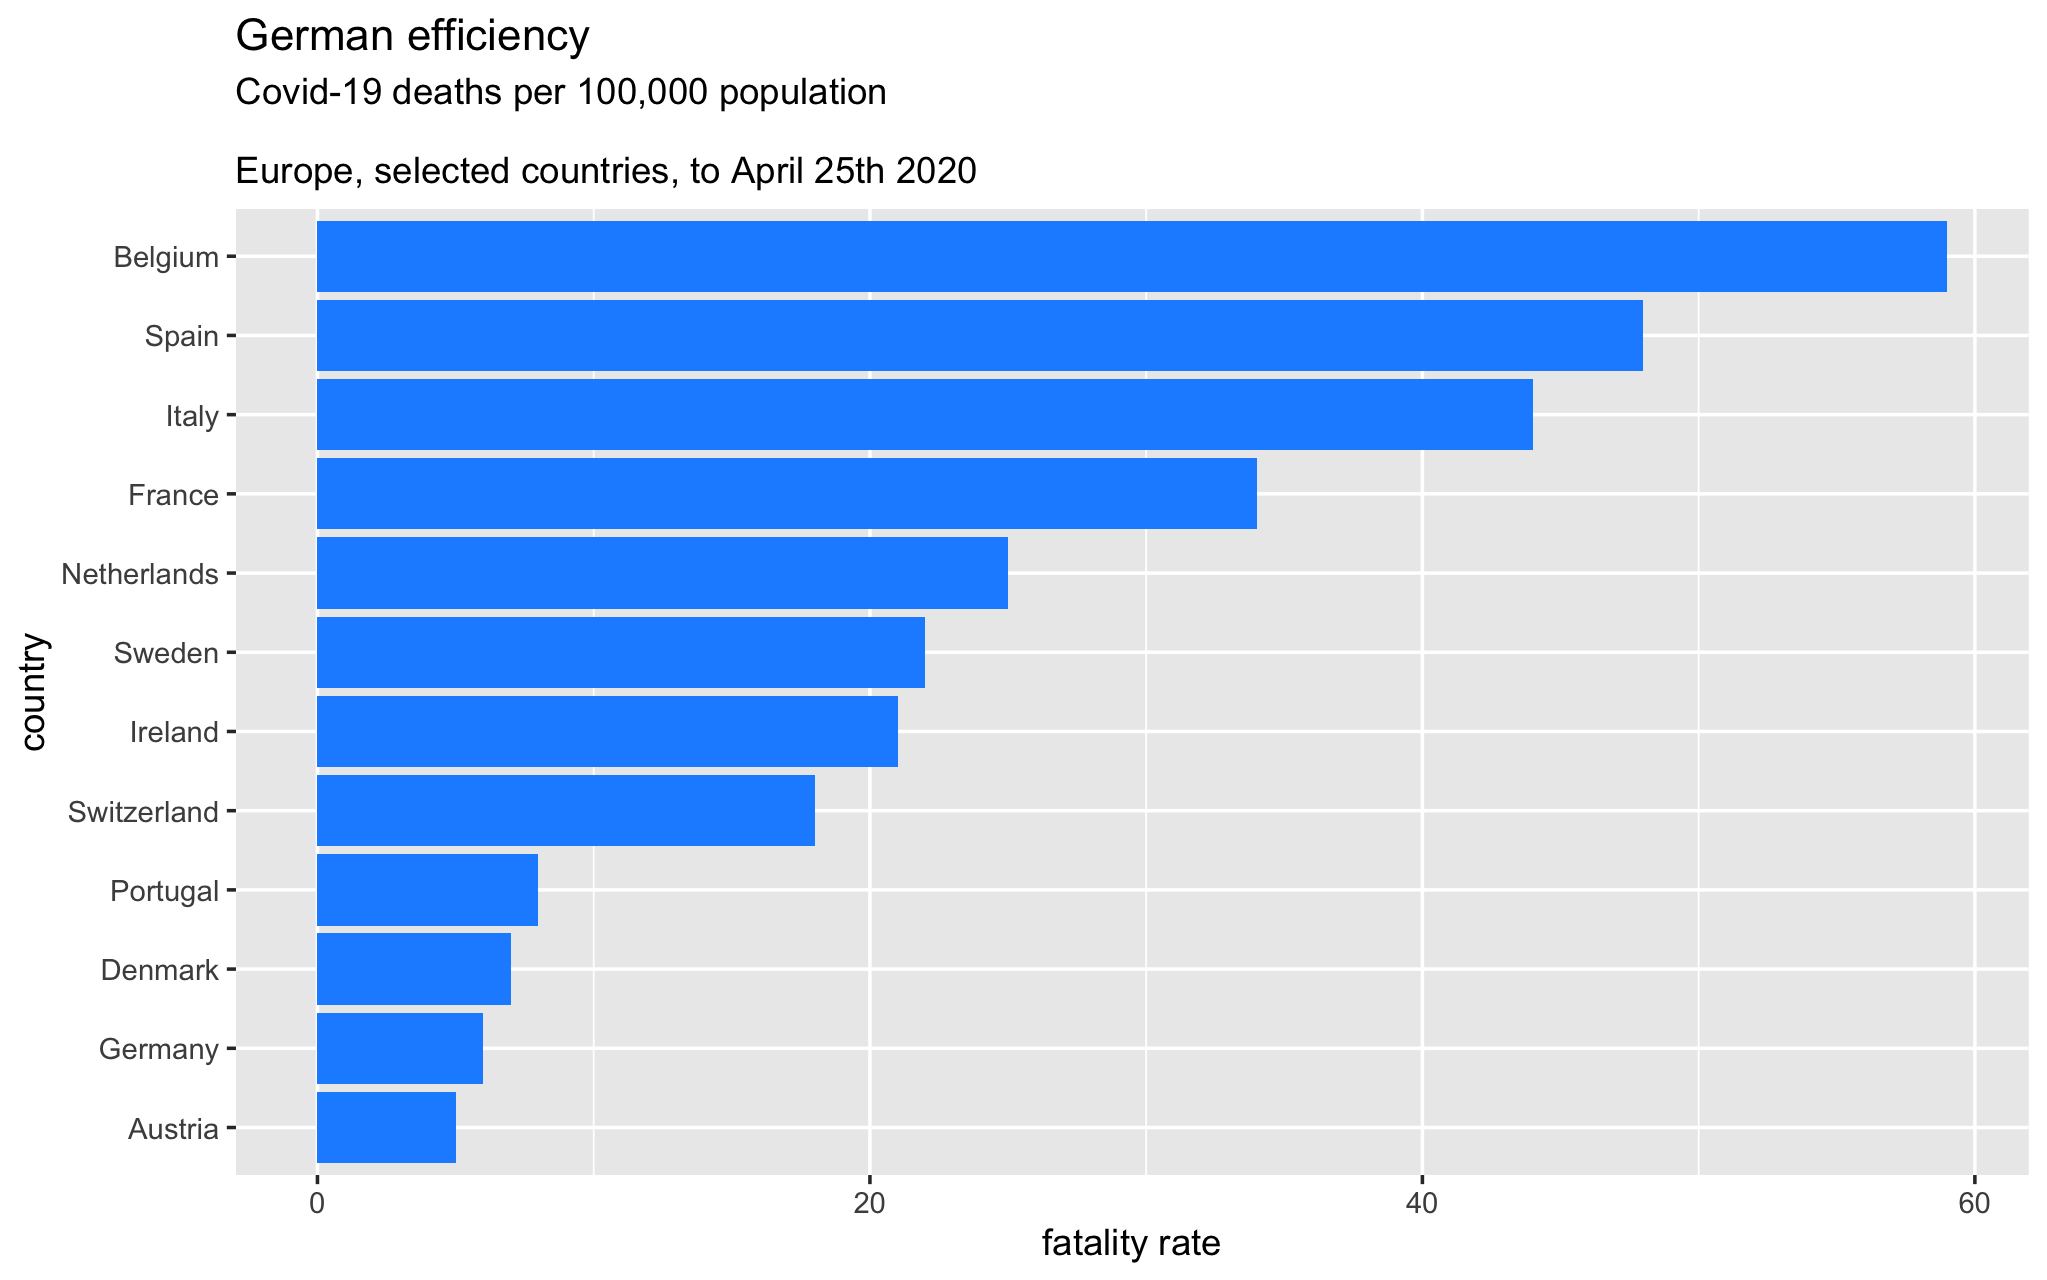 German efficiency
Covid-19 deaths per 100,000 population
Europe, selected countries, to April 25th 2020
country
Belgium
Spain
Italy
France
Netherlands
Sweden
Ireland
Switzerland
Portugal
Denmark
Germany
Austria
0 20 40 60
fatality rate